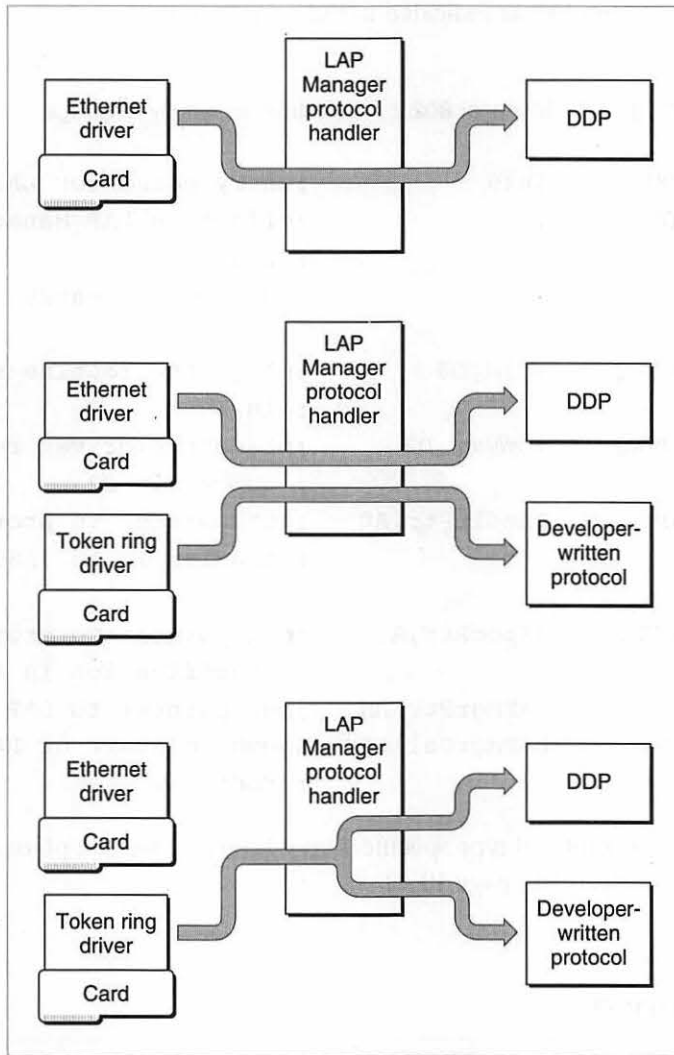 LAP
Manager
protocol
handler
Ethernet
driver
Card
DDP
LAP
Manager
protocol
handler
Ethernet
driver
Card
DDP
Token ring
driver
Card
Developer-
written
protocol
LAP
Manager
protocol
handler
Ethernet
driver
Card
DDP
Token ring
driver
Card
Developer-
written
protocol